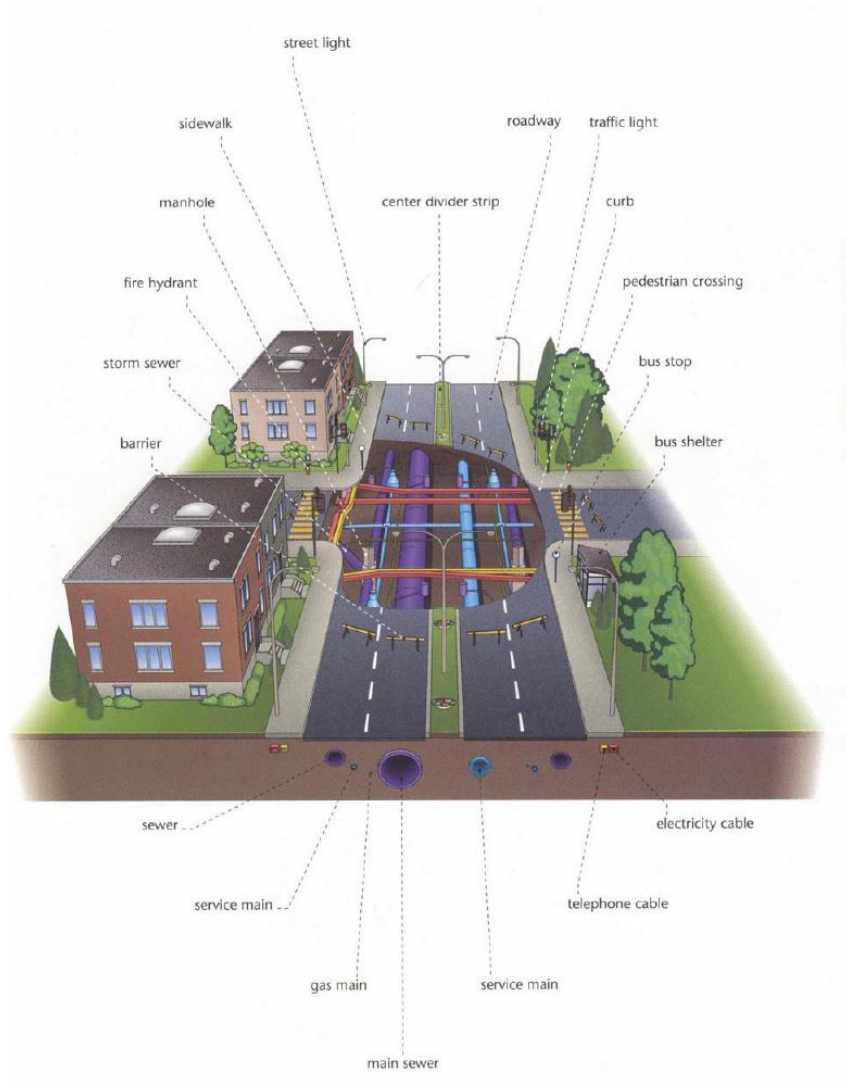 street light
sidewalk
roadway
traffic light
manhole
center divider strip
curb
fire hydrant
pedestrian crossing
storm sewer
bus stop
barrier
bus shelter
sewer
electricity cable
service main
telephone cable
gas main
service main
main sewer